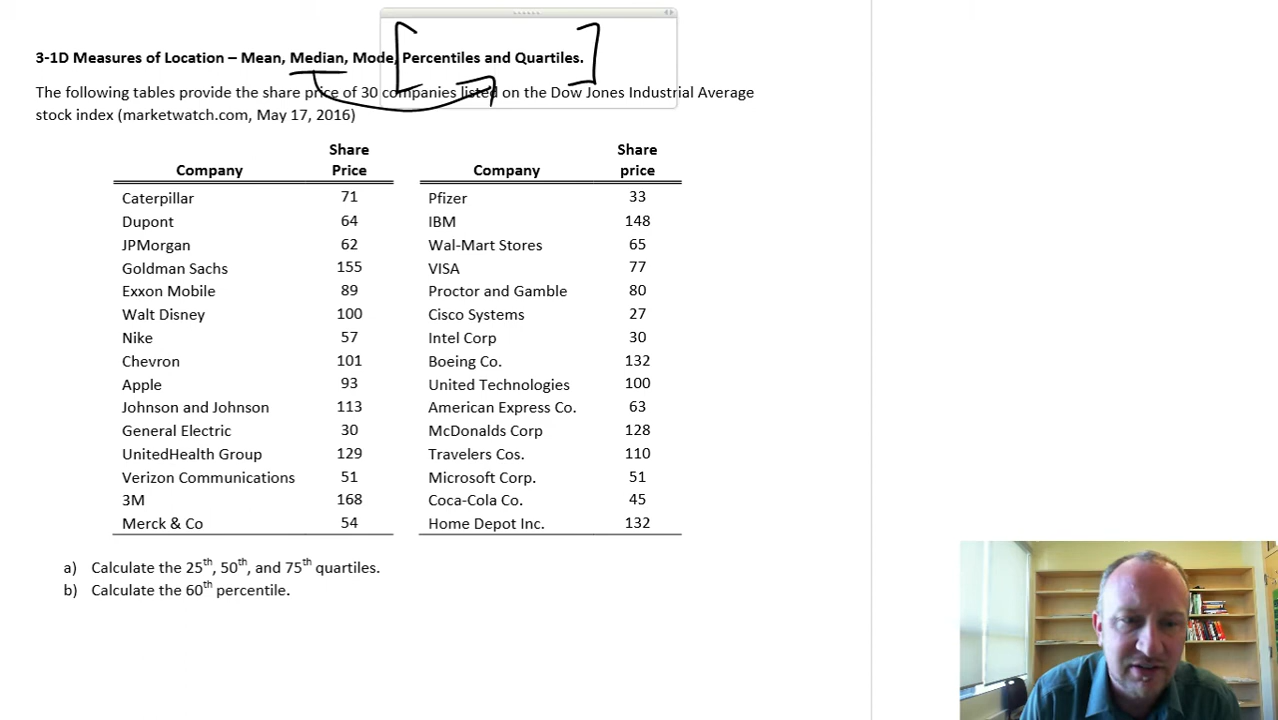 3-1D Measures of Location – Mean, Median, Mode, Percentiles and Quartiles.
The following tables provide the share price of 30 companies listed on the Dow Jones Industrial Average
stock index (marketwatch.com, May 17, 2016)
Company Share Price Company Share price
Caterpillar 71 Pfizer 33
Dupont 64 IBM 148
JPMorgan 62 Wal-Mart Stores 65
Goldman Sachs 155 VISA 77
Exxon Mobile 89 Proctor and Gamble 80
Walt Disney 100 Cisco Systems 27
Nike 57 Intel Corp 30
Chevron 101 Boeing Co. 132
Apple 93 United Technologies 100
Johnson and Johnson 113 American Express Co. 63
General Electric 30 McDonalds Corp 128
UnitedHealth Group 129 Travelers Cos. 110
Verizon Communications 51 Microsoft Corp. 51
3M 168 Coca-Cola Co. 45
Merck & Co 54 Home Depot Inc. 132
a) Calculate the 25th, 50th, and 75th quartiles.
b) Calculate the 60th percentile.